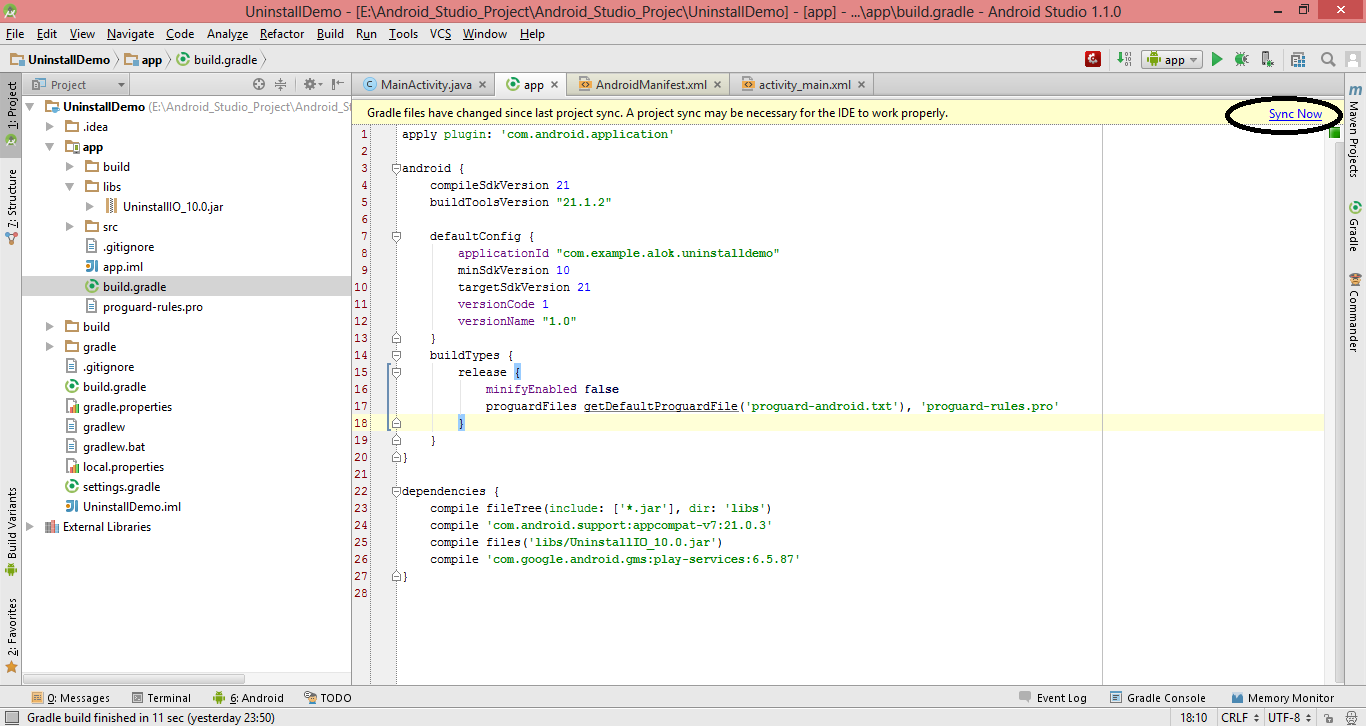 UninstallDemo - [E:\Android_Studio_Project\Android_Studio_Projec\UninstallDemo] - [app] - ...\app\build.gradle - Android Studio 1.1.0
File Edit View Navigate Code Analyze Refactor Build Run Tools VCS Window Help
UninstallDemo app build.gradle
app
Project
MainActivity.java app AndroidManifest.xml activity_main.xml
1: Project
7: Structure
Build Variants
2: Favorites
UninstallDemo (E:\Android_Studio_Project\Android_St
.idea
app
build
libs
UninstallIO_10.0.jar
src
.gitignore
app.iml
build.gradle
proguard-rules.pro
build
gradle
.gitignore
build.gradle
gradle.properties
gradlew
gradlew.bat
local.properties
settings.gradle
UninstallDemo.iml
External Libraries
Gradle files have changed since last project sync. A project sync may be necessary for the IDE to work properly. Sync Now
1 apply plugin: 'com.android.application'
2
3 android {
4 compileSdkVersion 21
5 buildToolsVersion "21.1.2"
6
7 defaultConfig {
8 applicationId "com.example.alok.uninstalldemo"
9 minSdkVersion 10
10 targetSdkVersion 21
11 versionCode 1
12 versionName "1.0"
13 }
14 buildTypes {
15 release {
16 minifyEnabled false
17 proguardFiles getDefaultProguardFile('proguard-android.txt'), 'proguard-rules.pro'
18 }
19 }
20 }
21
22 dependencies {
23 compile fileTree(include: ['*.jar'], dir: 'libs')
24 compile 'com.android.support:appcompat-v7:21.0.3'
25 compile files('libs/UninstallIO_10.0.jar')
26 compile 'com.google.android.gms:play-services:6.5.87'
27 }
28
m Maven Projects
Gradle
Commander
0: Messages Terminal 6: Android TODO Event Log Gradle Console Memory Monitor
Gradle build finished in 11 sec (yesterday 23:50) 18:10 CRLF UTF-8